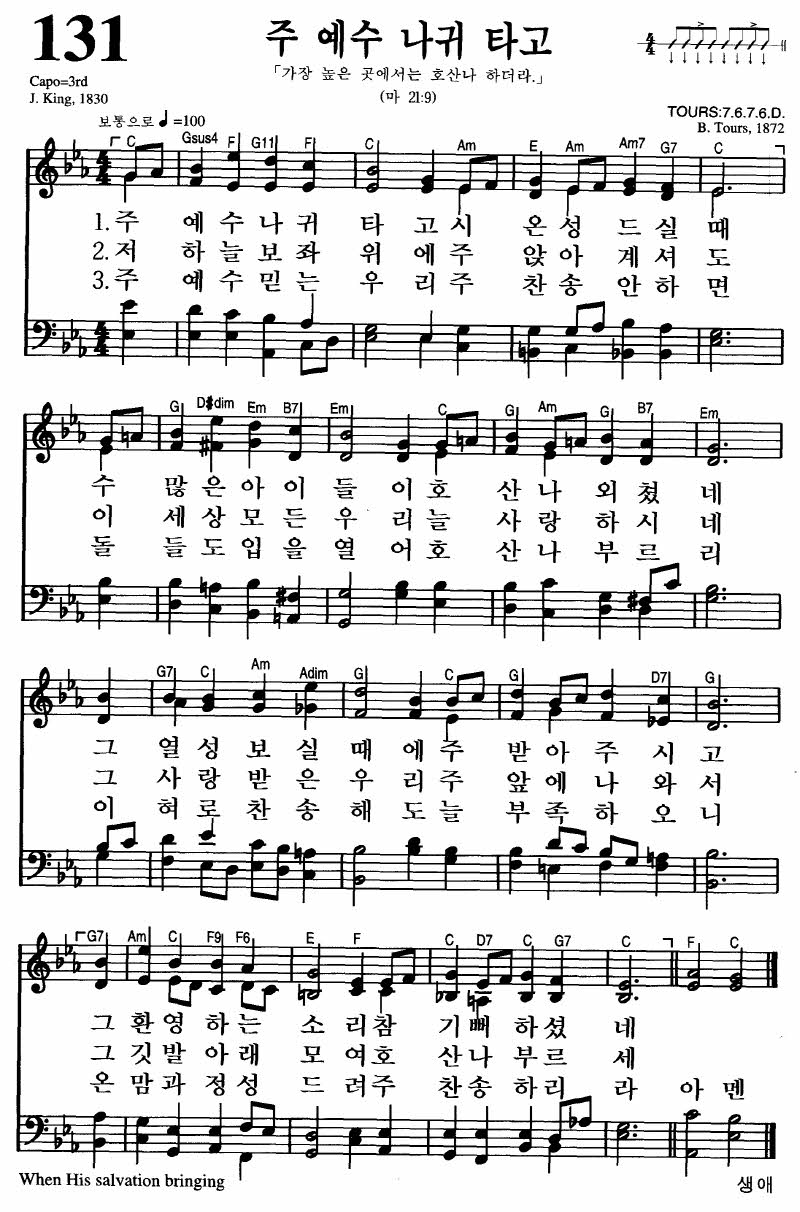 131
주 예수 나귀 타고
「가장 높은 곳에서는 호산나 하더라.」
(마 21:9)
Capo=3rd
J. King, 1830
TOURS:7.6.7.6.D.
B. Tours, 1872
보통으로 ♩=100
C Gsus4 F G11 F C Am E Am Am7 G7 C
1.주 예수나귀 타고시 온성드실때
2.저 하늘보좌 위에주 앉아계셔도
3.주 예수믿는 우리주 찬송안하면
G D#dim Em B7 Em C G Am G B7 Em
수 많은아이들이호 산나외쳤네
이 세상모든우리늘 사랑하시네
돌 들도입을열어호 산나부르리
G7 C Am Adim G C G D7 G
그 열성보실때에주 받아주시고
그 사랑받은우리주 앞에나와서
이 혀로찬송해도늘 부족하오니
G7 Am C F9 F6 E F C D7 C G7 C F C
그 환영하는 소리참 기뻐하셨네
그 깃발아래 모여호 산나부르세
온 맘과정성 드려주 찬송하리라 아멘
When His salvation bringing
생애